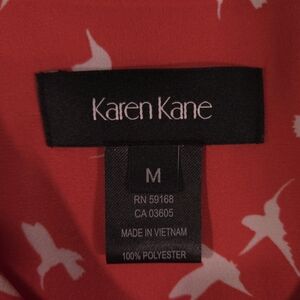 Karen Kane
M
RN 59168
CA 03605
MADE IN VIETNAM
100% POLYESTER